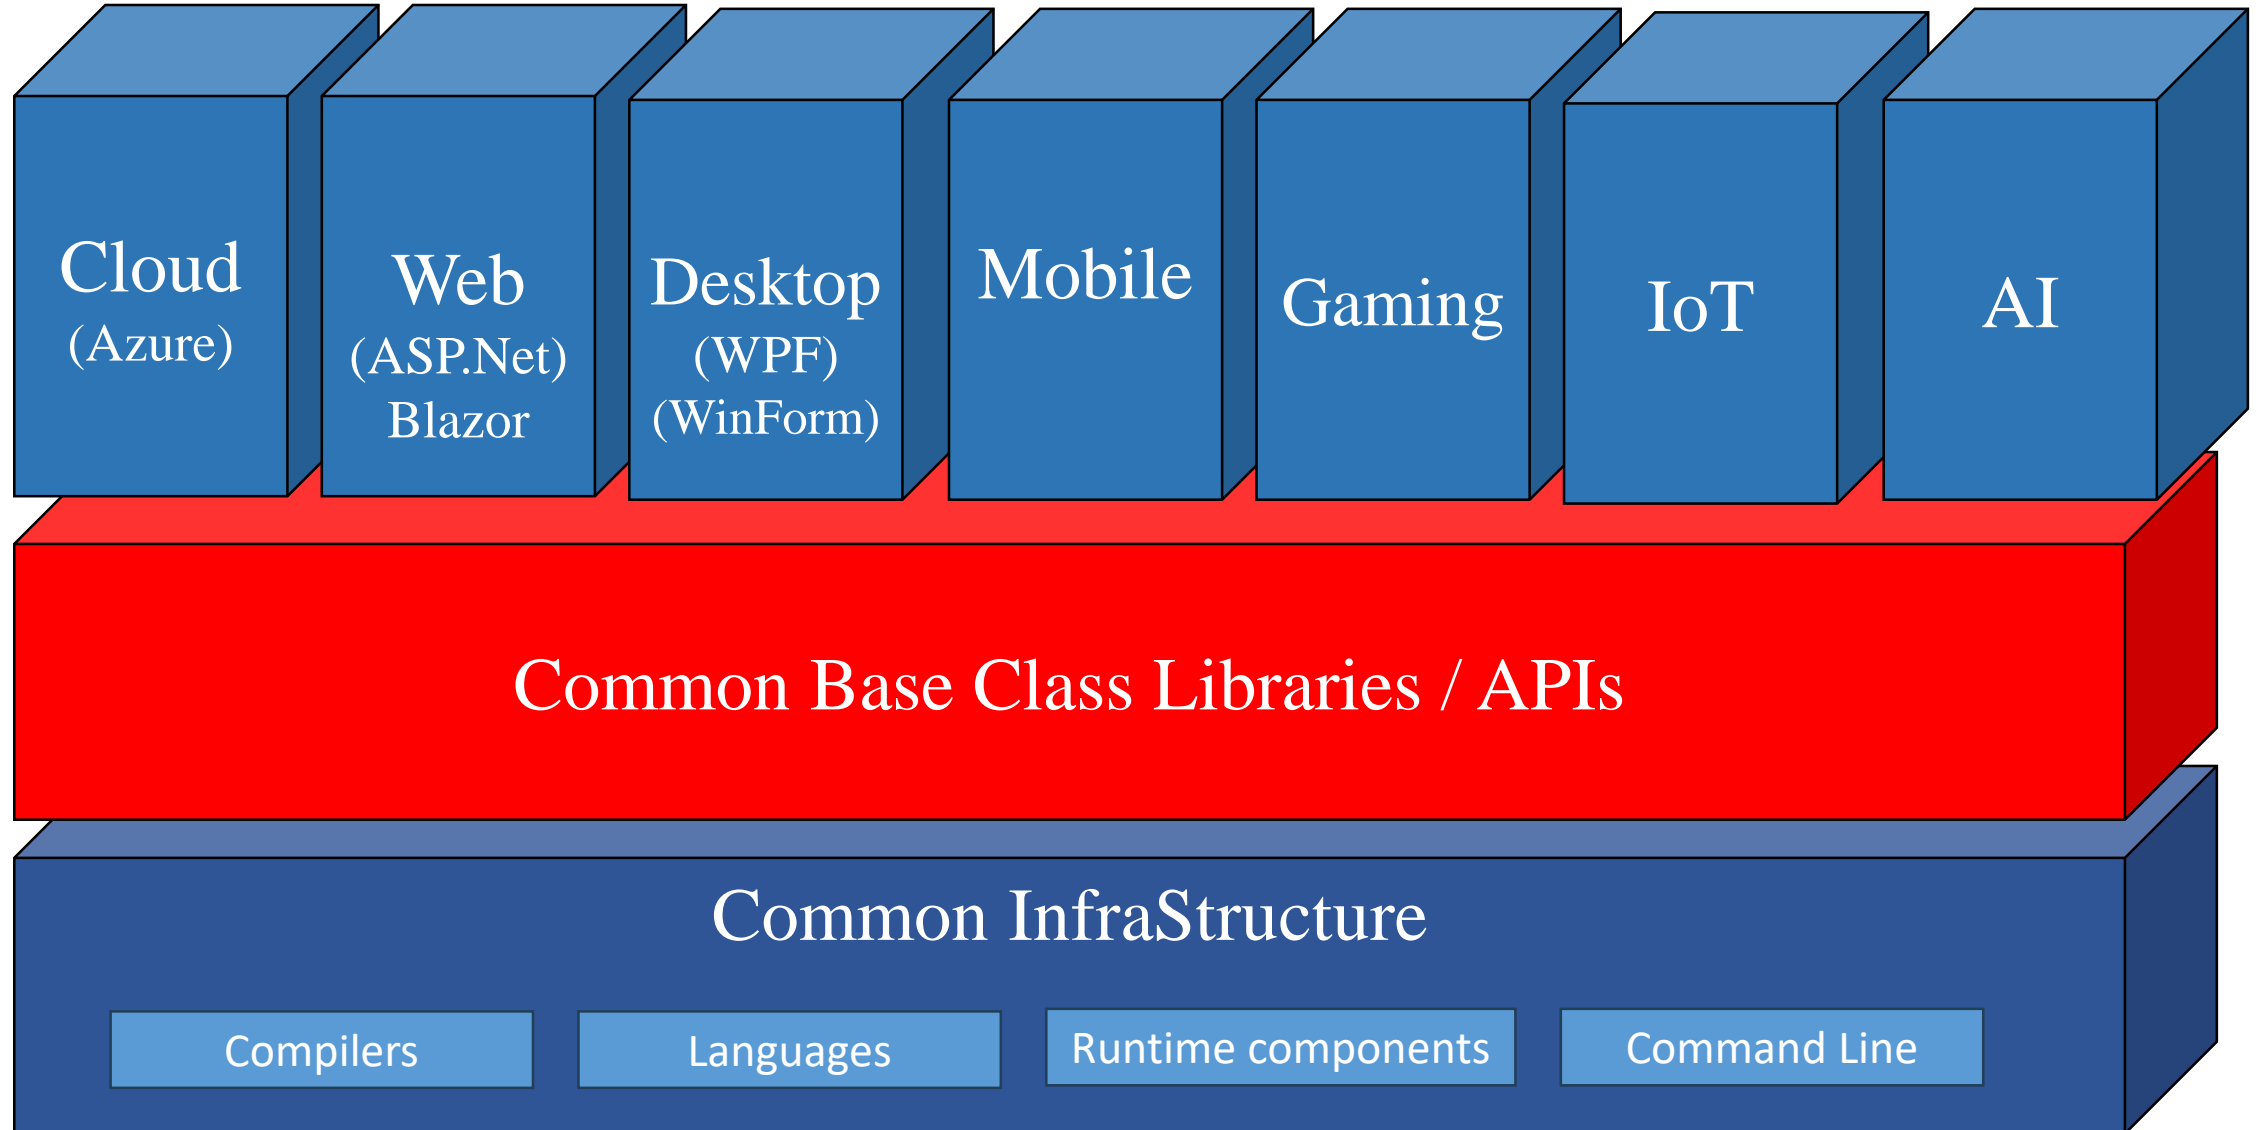 Cloud
(Azure)
Web
(ASP.Net)
Blazor
Desktop
(WPF)
(WinForm)
Mobile
Gaming
IoT
AI
Common Base Class Libraries / APIs
Common InfraStructure
Compilers
Languages
Runtime components
Command Line